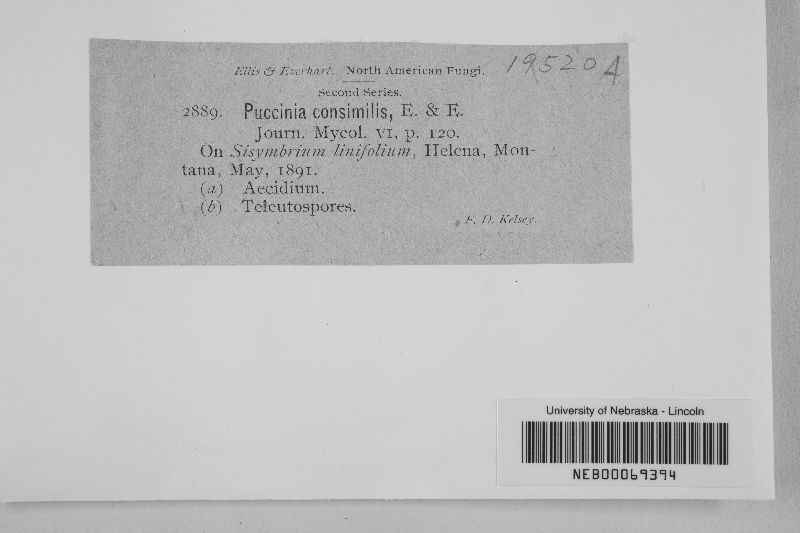 Ellis & Everhart. North American Fungi. 19520A
Second Series.
2889. Puccinia consimilis, E. & E.
Journ. Mycol. VI, p. 120.
On Sisymbrium linifolium, Helena, Mon-
tana, May, 1891.
(a) Aecidium.
(b) Teleutospores.
F. D. Kelsey.
University of Nebraska - Lincoln
NEB00069394